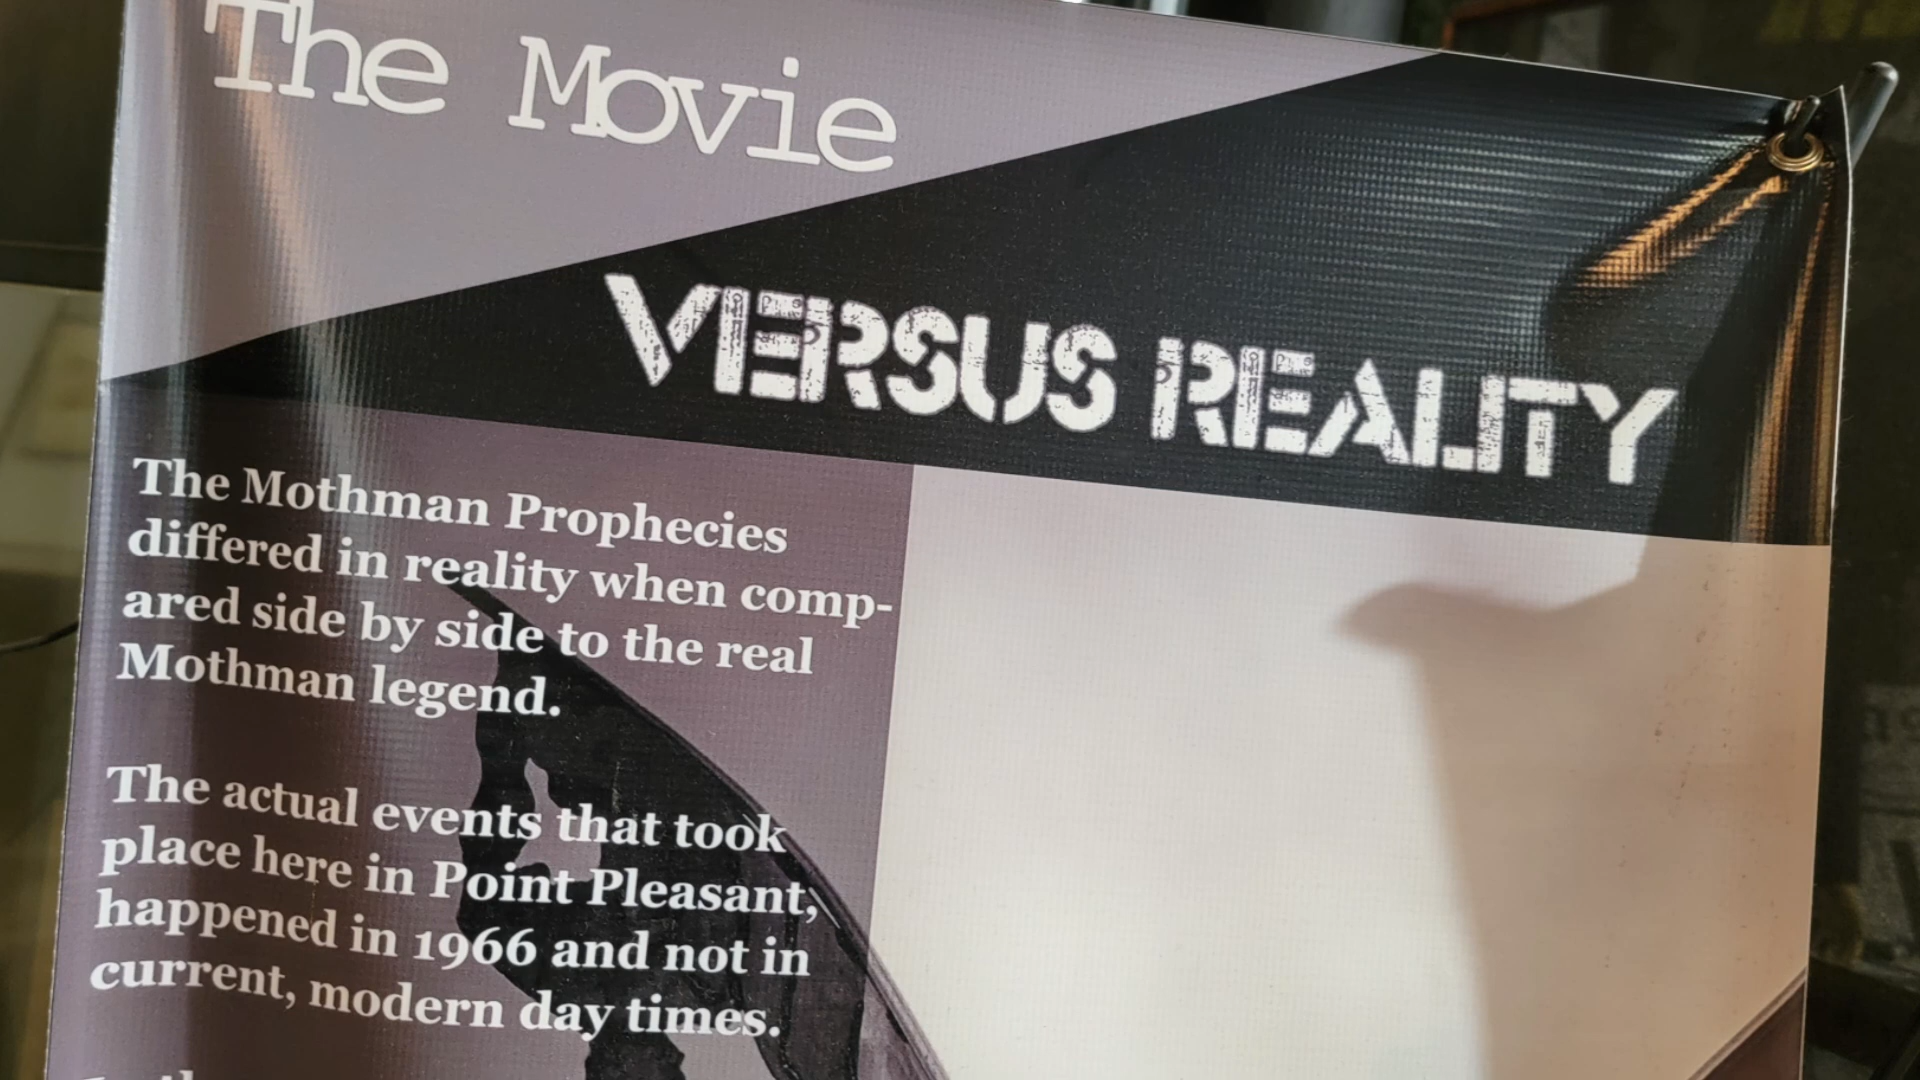 The Movie
VERSUS REALITY
The Mothman Prophecies
differed in reality when comp-
ared side by side to the real
Mothman legend.
The actual events that took
place here in Point Pleasant,
happened in 1966 and not in
current, modern day times.